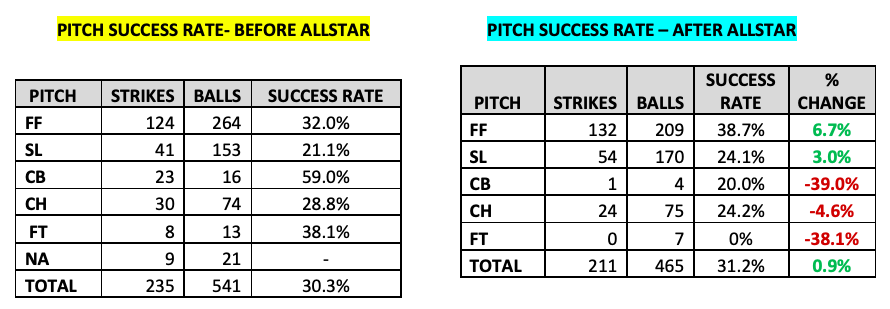 PITCH SUCCESS RATE- BEFORE ALLSTAR
PITCH STRIKES BALLS SUCCESS RATE
FF 124 264 32.0%
SL 41 153 21.1%
CB 23 16 59.0%
CH 30 74 28.8%
FT 8 13 38.1%
NA 9 21 -
TOTAL 235 541 30.3%
PITCH SUCCESS RATE – AFTER ALLSTAR
PITCH STRIKES BALLS SUCCESS RATE % CHANGE
FF 132 209 38.7% 6.7%
SL 54 170 24.1% 3.0%
CB 1 4 20.0% -39.0%
CH 24 75 24.2% -4.6%
FT 0 7 0% -38.1%
TOTAL 211 465 31.2% 0.9%